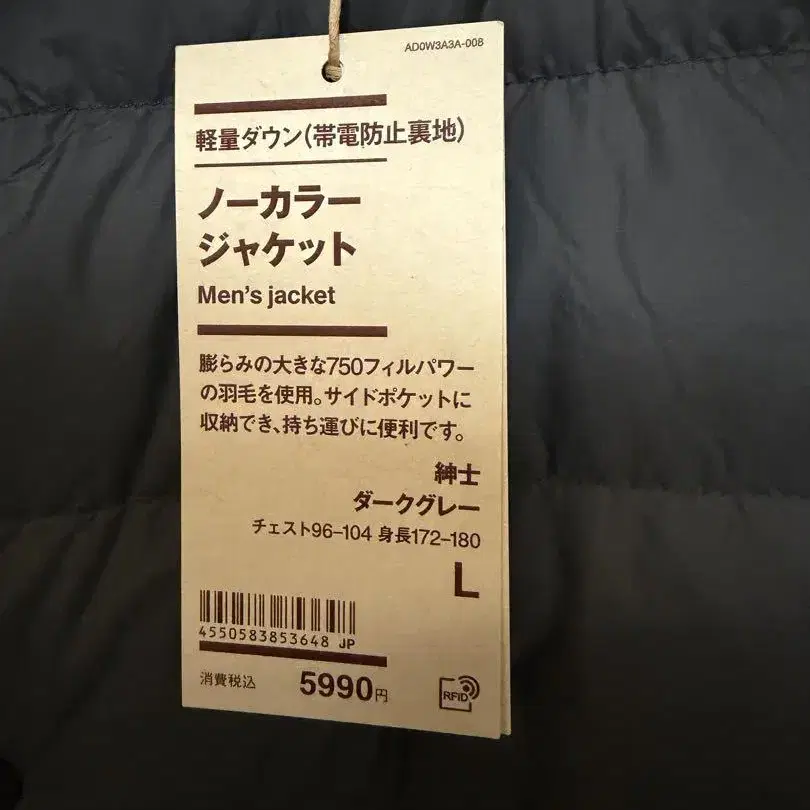 AD0W3A3A-008
軽量ダウン(帯電防止裏地)
ノーカラー
ジャケット
Men's jacket
膨らみの大きな750フィルパワー
の羽毛を使用。サイドポケットに
収納でき、持ち運びに便利です。
紳士
ダークグレー
チェスト96–104 身長172–180
L
4550583853648 JP
消費税込 5990円
RFID